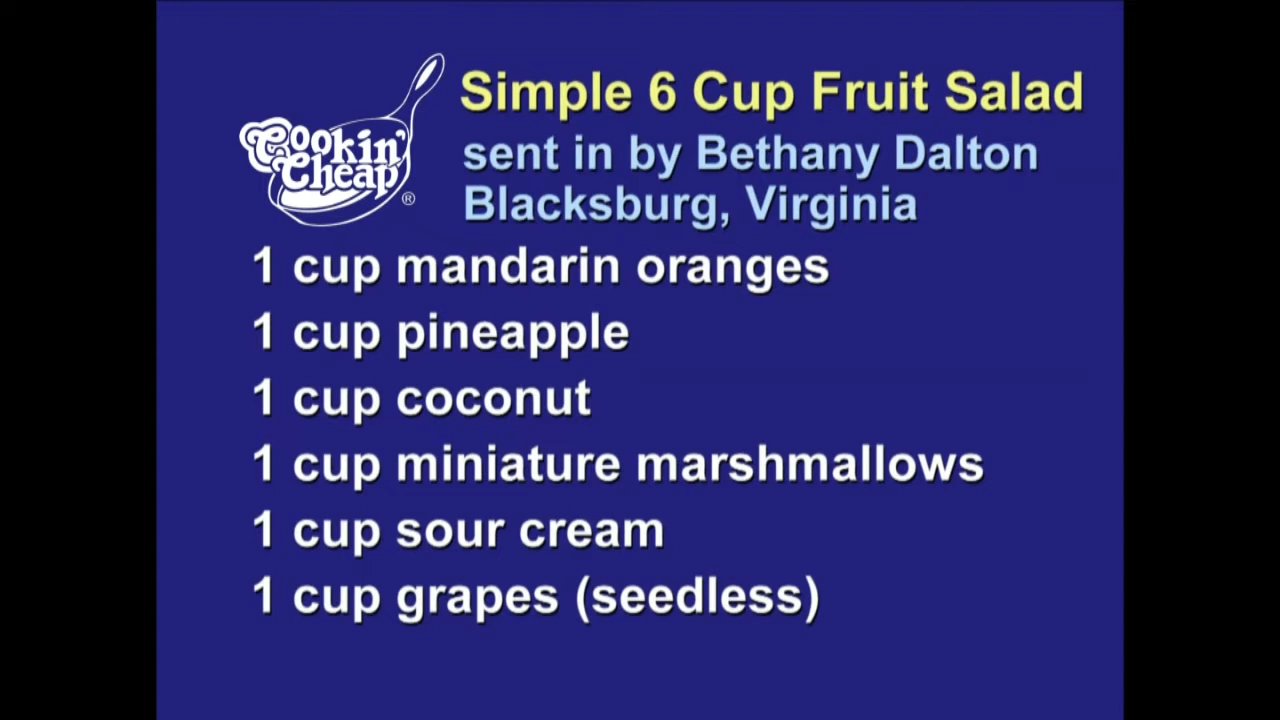 Cookin'
Cheap
®
Simple 6 Cup Fruit Salad
sent in by Bethany Dalton
Blacksburg, Virginia
1 cup mandarin oranges
1 cup pineapple
1 cup coconut
1 cup miniature marshmallows
1 cup sour cream
1 cup grapes (seedless)